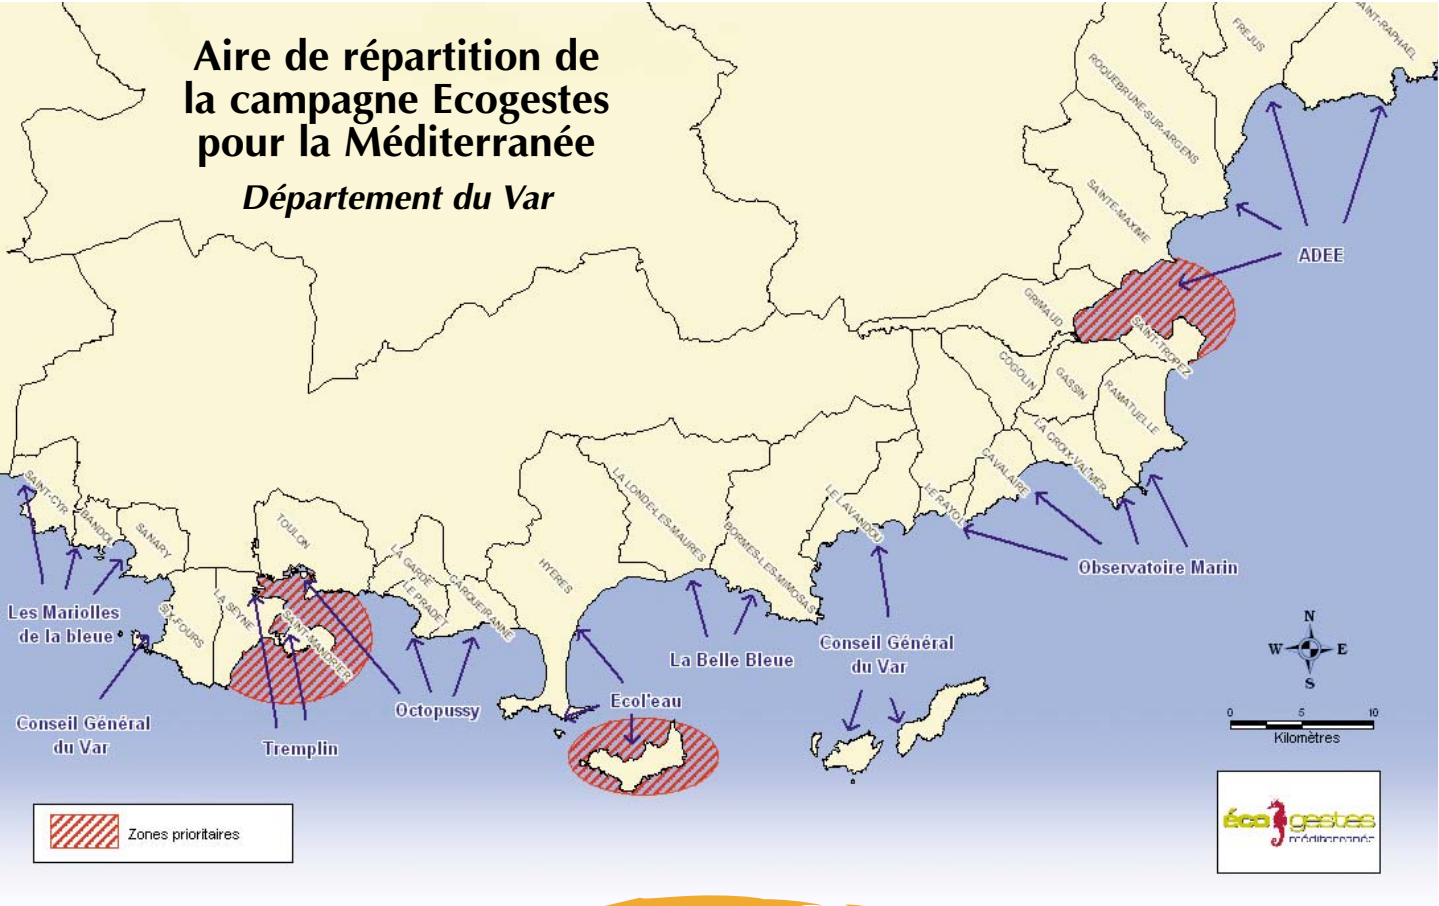 Aire de répartition de
la campagne Ecogestes
pour la Méditerranée
Département du Var
SAINT-RAPHAEL
FREJUS
ROQUEBRUNE-SUR-ARGENS
SAINTE-MAXIME
ADEE
GRIMAUD
SAINT-TROPEZ
COGOLIN
GASSIN
RAMATUELLE
LA CROIX-VALMER
CAVALAIRE
LE RAYOL
LE LAVANDOU
BORMES-LES-MIMOSAS
LA LONDE-LES-MAURES
HYERES
CARQUEIRANNE
LE PRADET
LA GARDE
TOULON
SAINT-MANDRIER
LA SEYNE
SIX-FOURS
SANARY
BANDOL
SAINT-CYR
Les Mariolles
de la bleue
Conseil Général
du Var
Tremplin
Octopussy
Ecol'eau
La Belle Bleue
Conseil Général
du Var
Observatoire Marin
N
W E
S
0 5 10
Kilomètres
Zones prioritaires
éco gestes
méditerranée